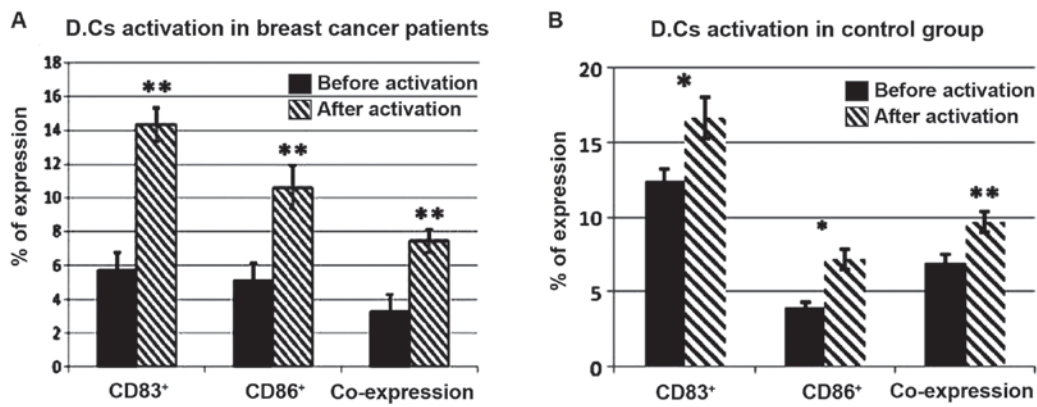 A
D.Cs activation in breast cancer patients
% of expression
18
16
14
12
10
8
6
4
2
0
Before activation
After activation
**
**
**
CD83+
CD86+
Co-expression
B
D.Cs activation in control group
% of expression
20
15
10
5
0
Before activation
After activation
*
*
**
CD83+
CD86+
Co-expression